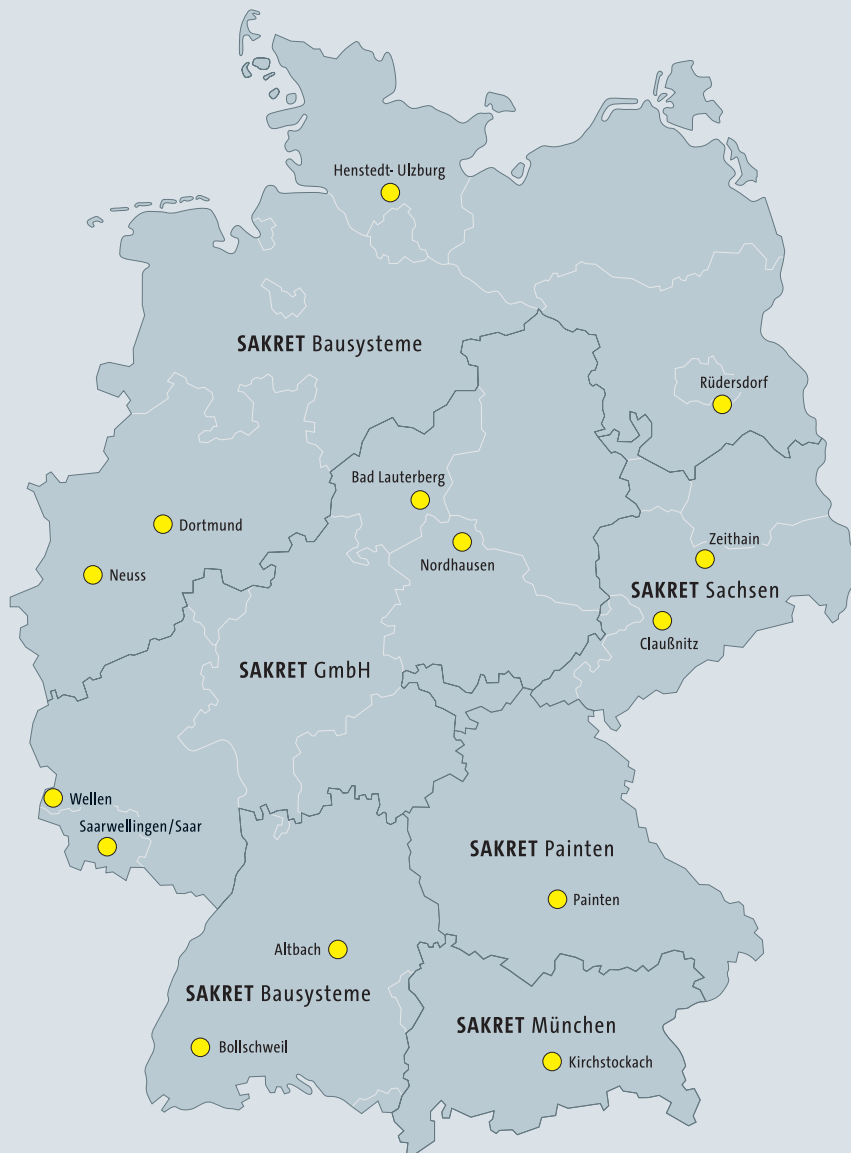 Henstedt- Ulzburg
SAKRET Bausysteme
Rüdersdorf
Bad Lauterberg
Dortmund
Zeithain
Nordhausen
Neuss
SAKRET Sachsen
Claußnitz
SAKRET GmbH
Wellen
Saarwellingen/Saar
SAKRET Painten
Painten
Altbach
SAKRET Bausysteme
SAKRET München
Bollschweil
Kirchstockach